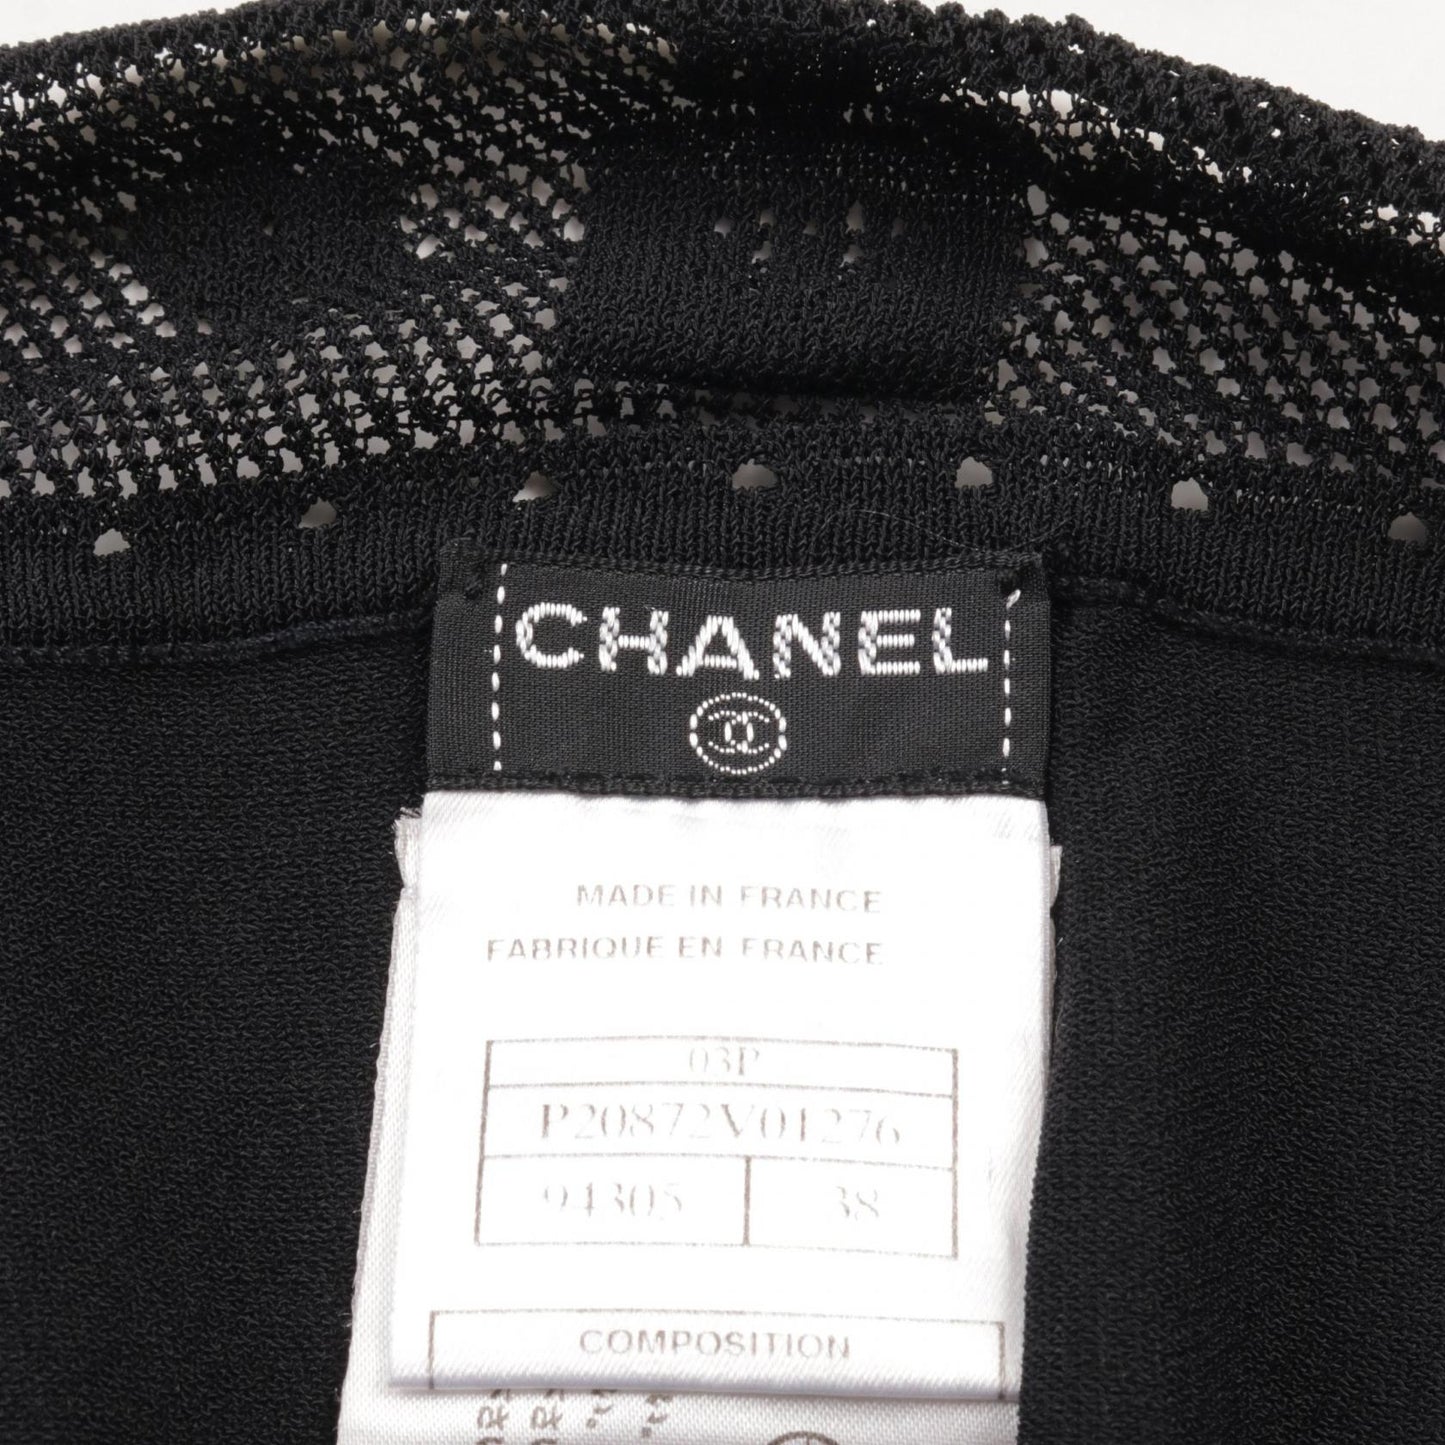 CHANEL
MADE IN FRANCE
FABRIQUE EN FRANCE
03P
P20872V01276
94305 38
COMPOSITION